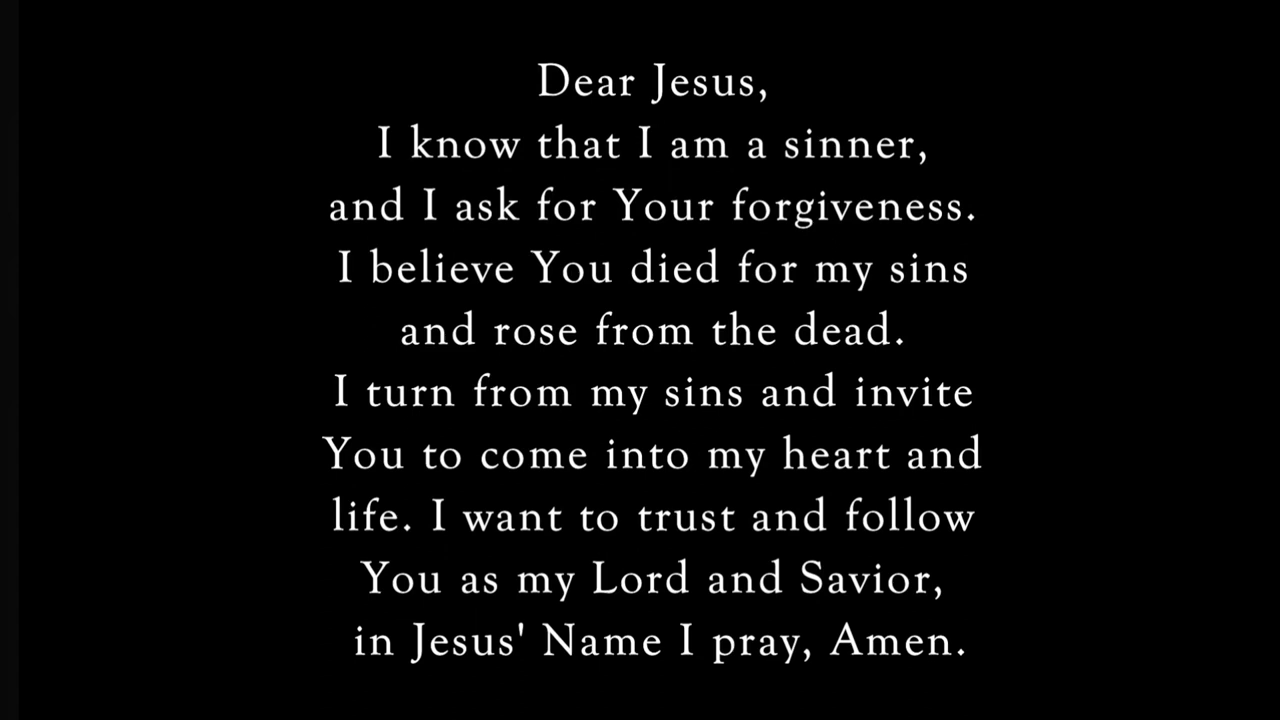 Dear Jesus,
I know that I am a sinner,
and I ask for Your forgiveness.
I believe You died for my sins
and rose from the dead.
I turn from my sins and invite
You to come into my heart and
life. I want to trust and follow
You as my Lord and Savior,
in Jesus' Name I pray, Amen.